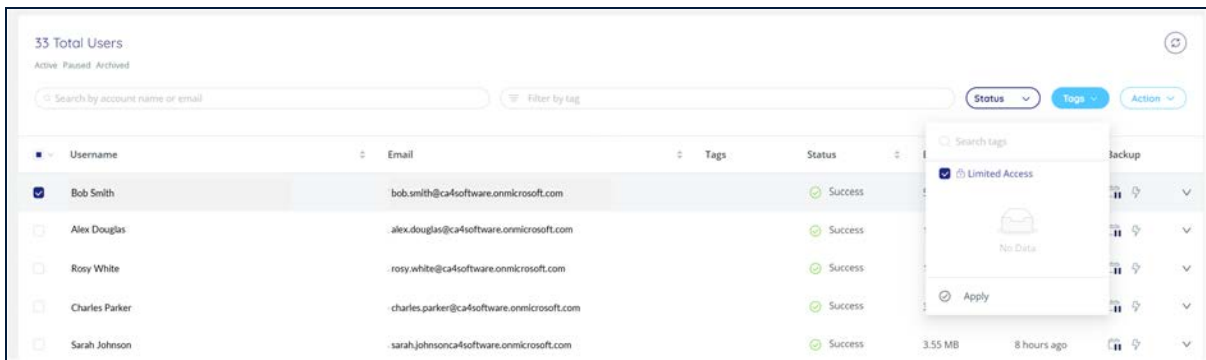 33 Total Users
Active Paused Archived
Search by account name or email Filter by tag Status Tags Action
Search tags
Username Email Tags Status Backup
Limited Access
Bob Smith bob.smith@ca4software.onmicrosoft.com Success
Alex Douglas alex.douglas@ca4software.onmicrosoft.com Success
No Data
Rosy White rosy.white@ca4software.onmicrosoft.com Success
Apply
Charles Parker charles.parker@ca4software.onmicrosoft.com Success
Sarah Johnson sarah.johnsonca4software.onmicrosoft.com Success 3.55 MB 8 hours ago